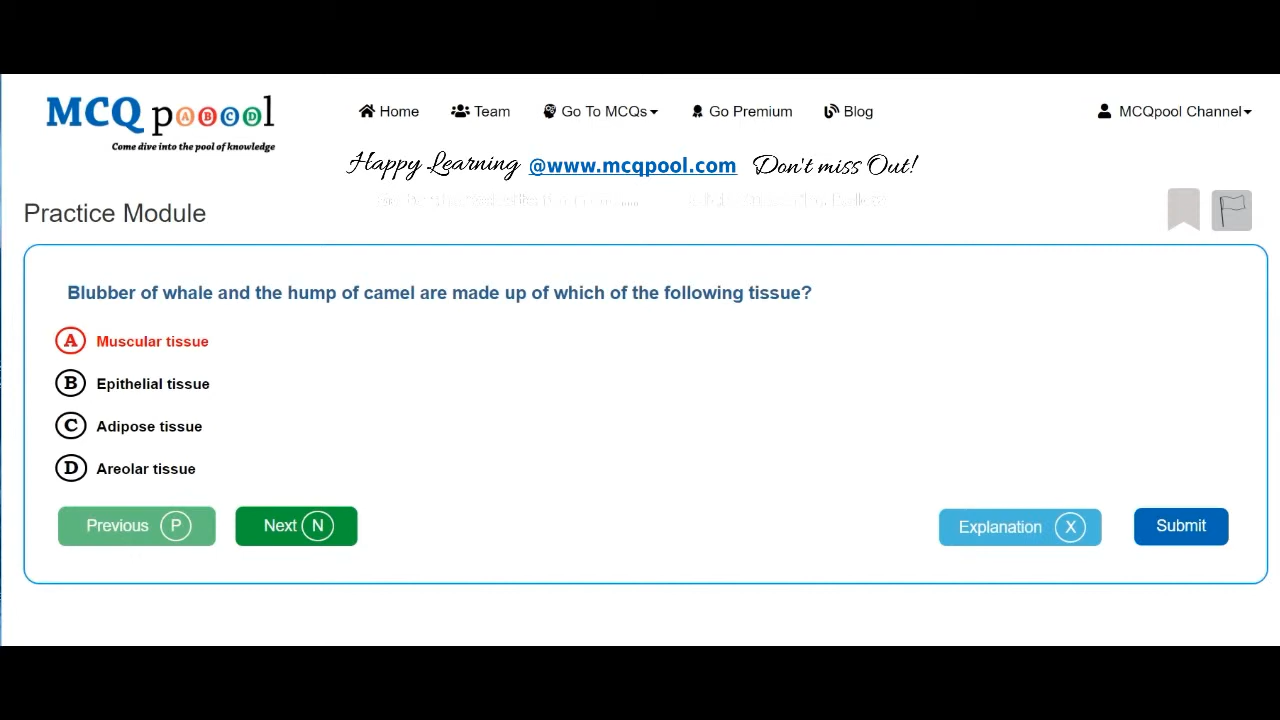 MCQ pABCDl
Come dive into the pool of knowledge
Home Team Go To MCQs Go Premium Blog MCQpool Channel
Happy Learning @www.mcqpool.com Don't miss Out!
Practice Module
Blubber of whale and the hump of camel are made up of which of the following tissue?
A Muscular tissue
B Epithelial tissue
C Adipose tissue
D Areolar tissue
Previous P Next N Explanation X Submit